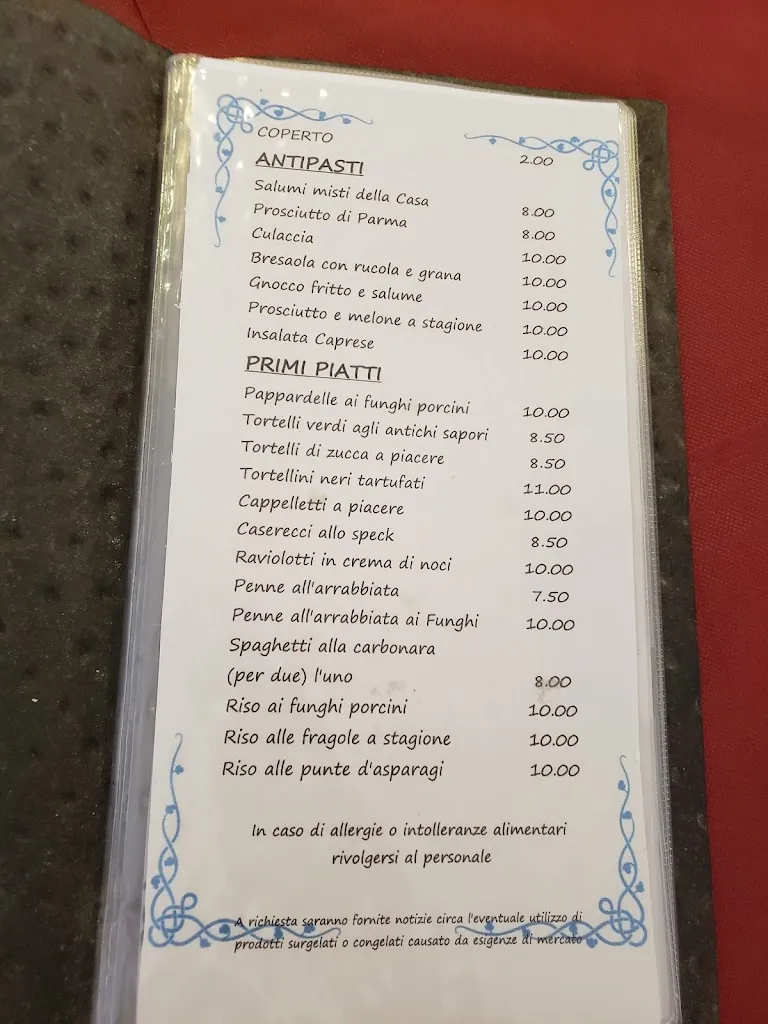 COPERTO 2.00
ANTIPASTI
Salumi misti della Casa 8.00
Prosciutto di Parma 8.00
Culaccia 10.00
Bresaola con rucola e grana 10.00
Gnocco fritto e salume 10.00
Prosciutto e melone a stagione 10.00
Insalata Caprese 10.00
PRIMI PIATTI
Pappardelle ai funghi porcini 10.00
Tortelli verdi agli antichi sapori 8.50
Tortelli di zucca a piacere 8.50
Tortellini neri tartufati 11.00
Cappelletti a piacere 10.00
Caserecci allo speck 8.50
Raviolotti in crema di noci 10.00
Penne all'arrabbiata 7.50
Penne all'arrabbiata ai Funghi 10.00
Spaghetti alla carbonara
(per due) l'uno 8.00
Riso ai funghi porcini 10.00
Riso alle fragole a stagione 10.00
Riso alle punte d'asparagi 10.00
In caso di allergie o intolleranze alimentari
rivolgersi al personale
A richiesta saranno fornite notizie circa l'eventuale utilizzo di
prodotti surgelati o congelati causato da esigenze di mercato